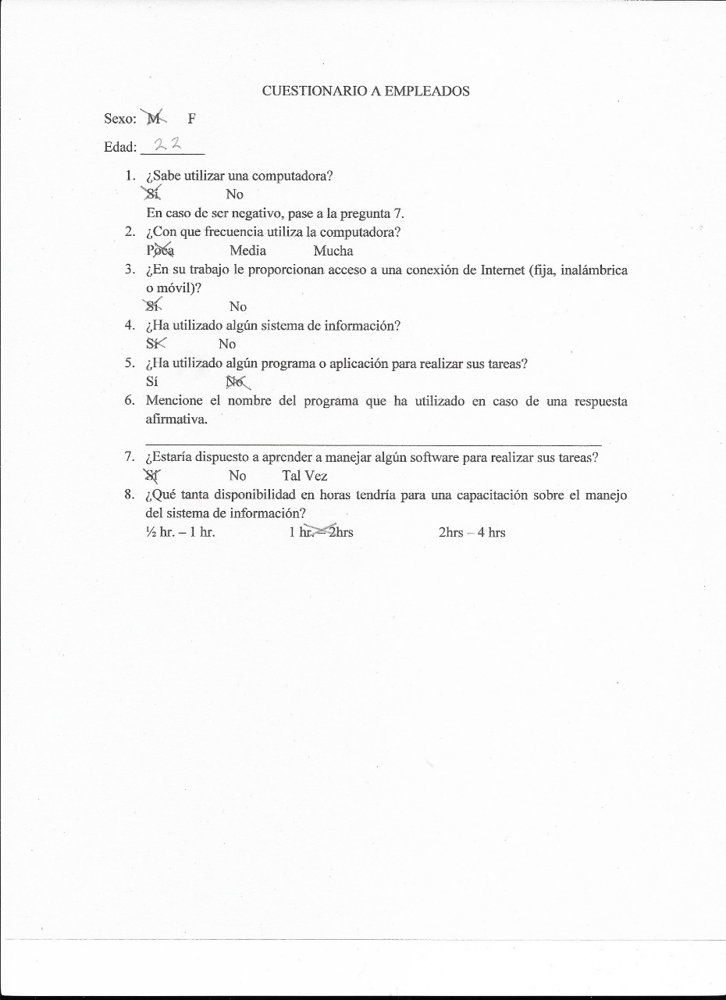 CUESTIONARIO A EMPLEADOS
Sexo: M F
Edad: 22
1. ¿Sabe utilizar una computadora?
Sí No
En caso de ser negativo, pase a la pregunta 7.
2. ¿Con que frecuencia utiliza la computadora?
Poca Media Mucha
3. ¿En su trabajo le proporcionan acceso a una conexión de Internet (fija, inalámbrica
o móvil)?
Sí No
4. ¿Ha utilizado algún sistema de información?
Sí No
5. ¿Ha utilizado algún programa o aplicación para realizar sus tareas?
Sí No
6. Mencione el nombre del programa que ha utilizado en caso de una respuesta
afirmativa.
7. ¿Estaría dispuesto a aprender a manejar algún software para realizar sus tareas?
Sí No Tal Vez
8. ¿Qué tanta disponibilidad en horas tendría para una capacitación sobre el manejo
del sistema de información?
½ hr. – 1 hr. 1 hr. – 2hrs 2hrs – 4 hrs